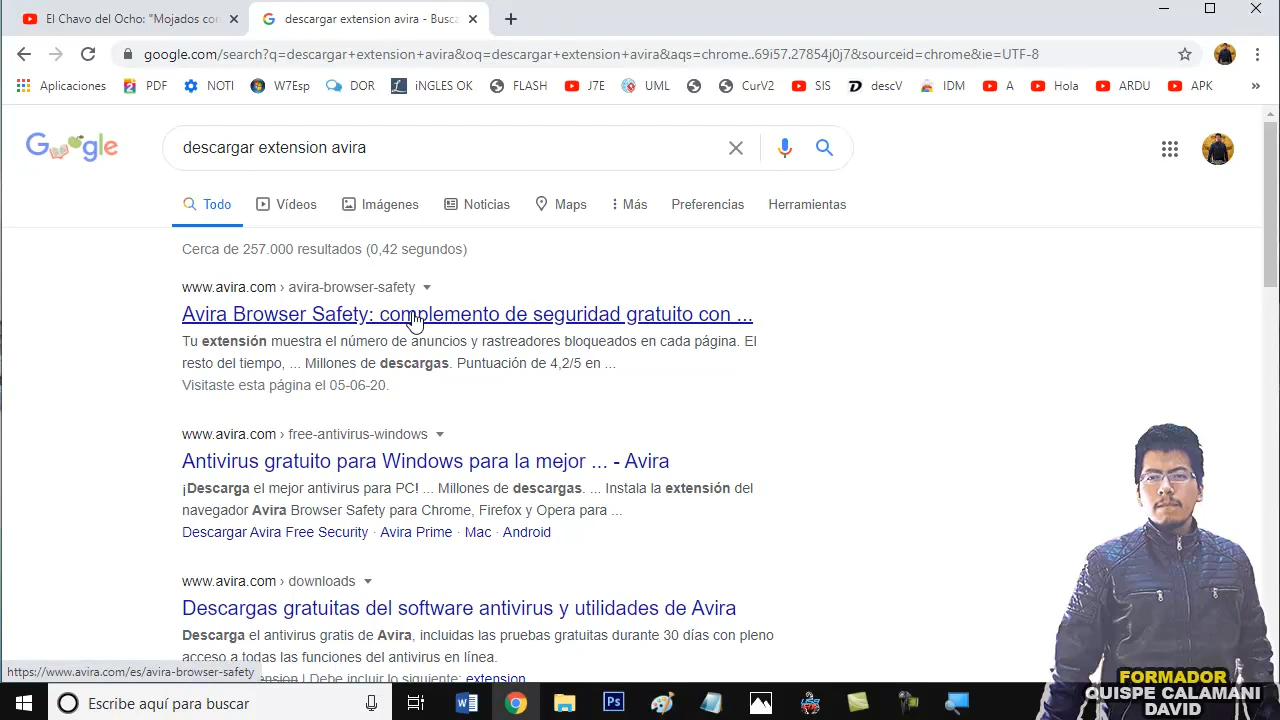 El Chavo del Ocho: "Mojados con
descargar extension avira - Busca
google.com/search?q=descargar+extension+avira&oq=descargar+extension+avira&aqs=chrome..69i57.27854j0j7&sourceid=chrome&ie=UTF-8
Aplicaciones PDF NOTI W7Esp DOR iNGLES OK FLASH J7E UML CurV2 SIS descV IDM A Hola ARDU APK »
Google
descargar extension avira
Todo Vídeos Imágenes Noticias Maps Más Preferencias Herramientas
Cerca de 257.000 resultados (0,42 segundos)
www.avira.com › avira-browser-safety
Avira Browser Safety: complemento de seguridad gratuito con ...
Tu extensión muestra el número de anuncios y rastreadores bloqueados en cada página. El
resto del tiempo, ... Millones de descargas. Puntuación de 4,2/5 en ...
Visitaste esta página el 05-06-20.
www.avira.com › free-antivirus-windows
Antivirus gratuito para Windows para la mejor ... - Avira
¡Descarga el mejor antivirus para PC! ... Millones de descargas. ... Instala la extensión del
navegador Avira Browser Safety para Chrome, Firefox y Opera para ...
Descargar Avira Free Security · Avira Prime · Mac · Android
www.avira.com › downloads
Descargas gratuitas del software antivirus y utilidades de Avira
Descarga el antivirus gratis de Avira, incluidas las pruebas gratuitas durante 30 días con pleno
acceso a todas las funciones del antivirus en línea.
extension | Debe incluir lo siguiente: extension
https://www.avira.com/es/avira-browser-safety
Escribe aquí para buscar
FORMADOR
QUISPE CALAMANI
DAVID